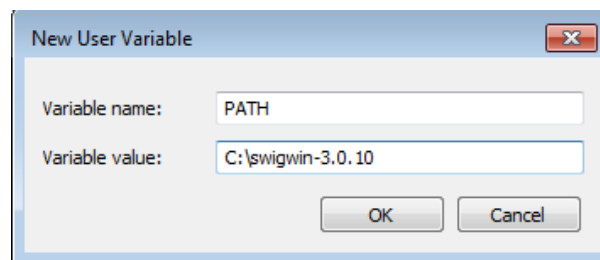 New User Variable
Variable name: PATH
Variable value: C:\swigwin-3.0.10
OK Cancel